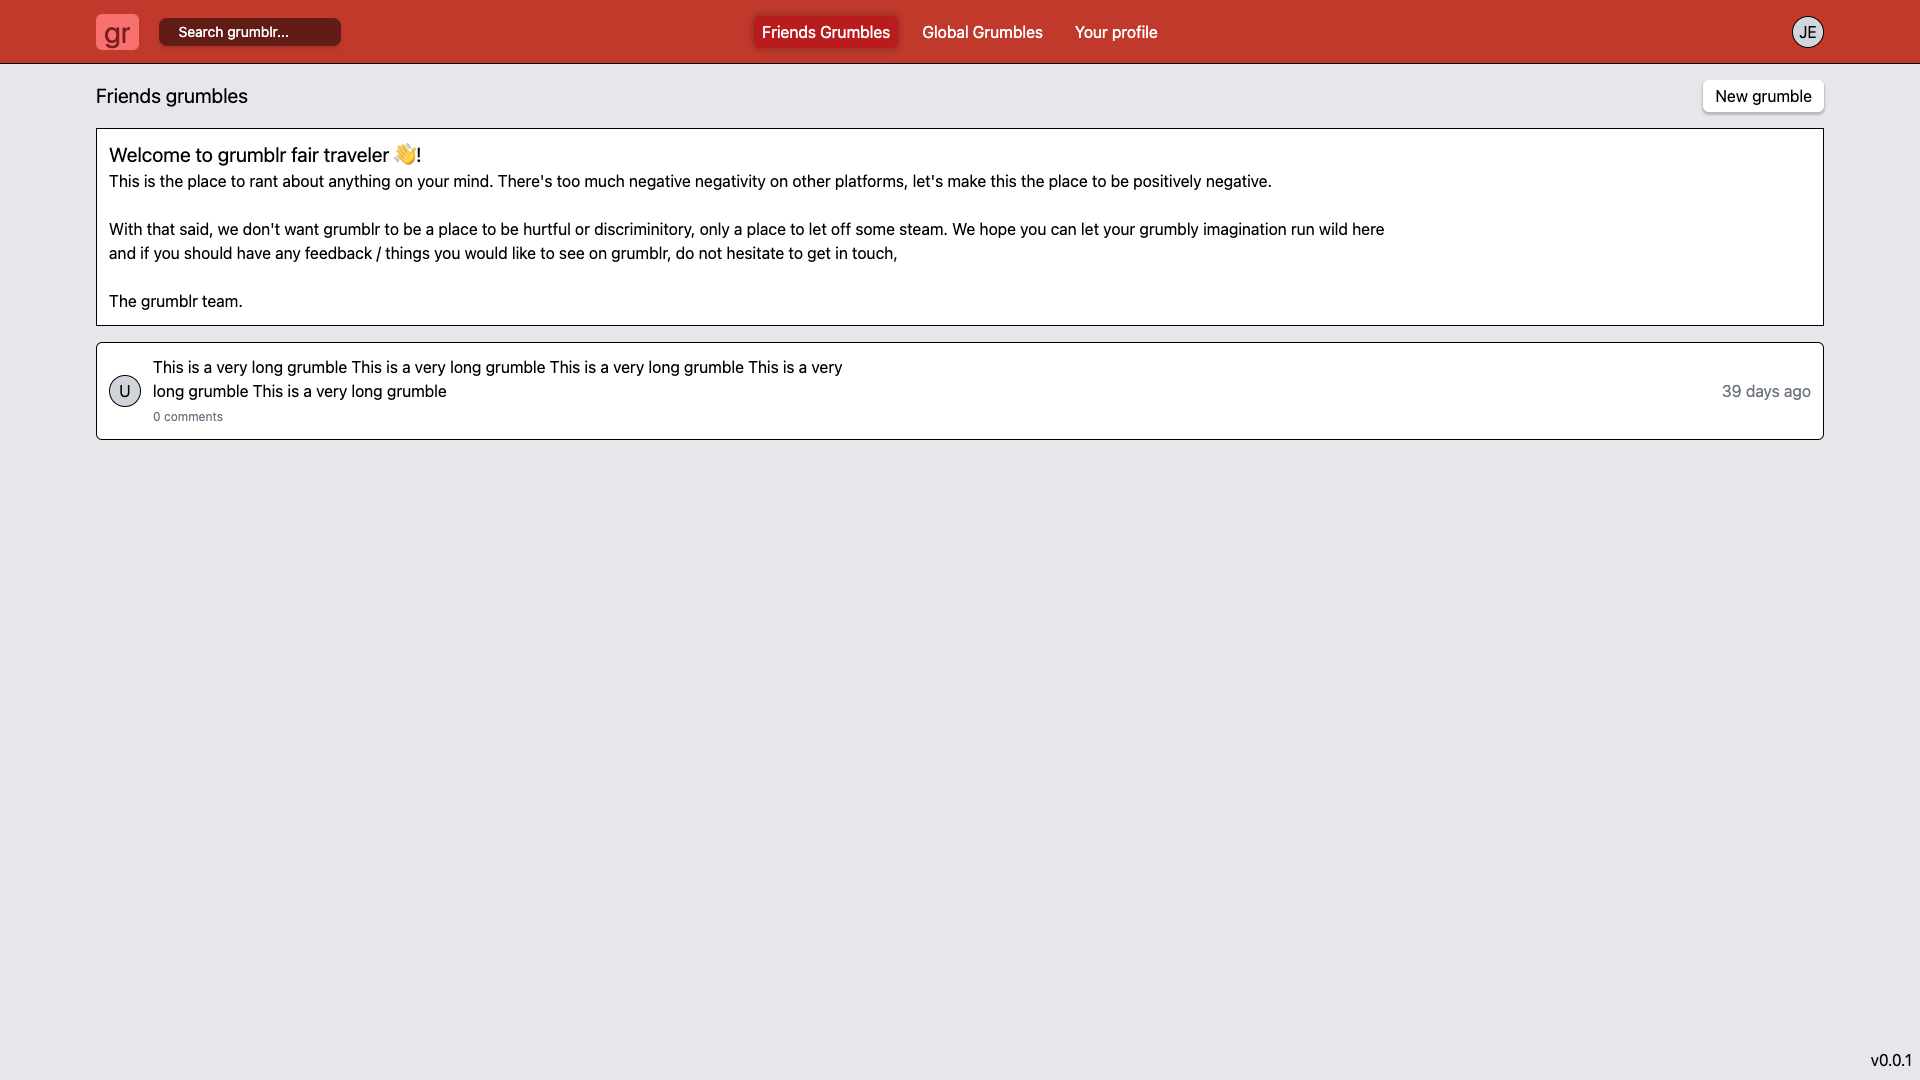 gr
Search grumblr...
Friends Grumbles
Global Grumbles
Your profile
JE
Friends grumbles
New grumble
Welcome to grumblr fair traveler 👋!
This is the place to rant about anything on your mind. There's too much negative negativity on other platforms, let's make this the place to be positively negative.
With that said, we don't want grumblr to be a place to be hurtful or discriminitory, only a place to let off some steam. We hope you can let your grumbly imagination run wild here
and if you should have any feedback / things you would like to see on grumblr, do not hesitate to get in touch,
The grumblr team.
U
This is a very long grumble This is a very long grumble This is a very long grumble This is a very
long grumble This is a very long grumble
0 comments
39 days ago
v0.0.1